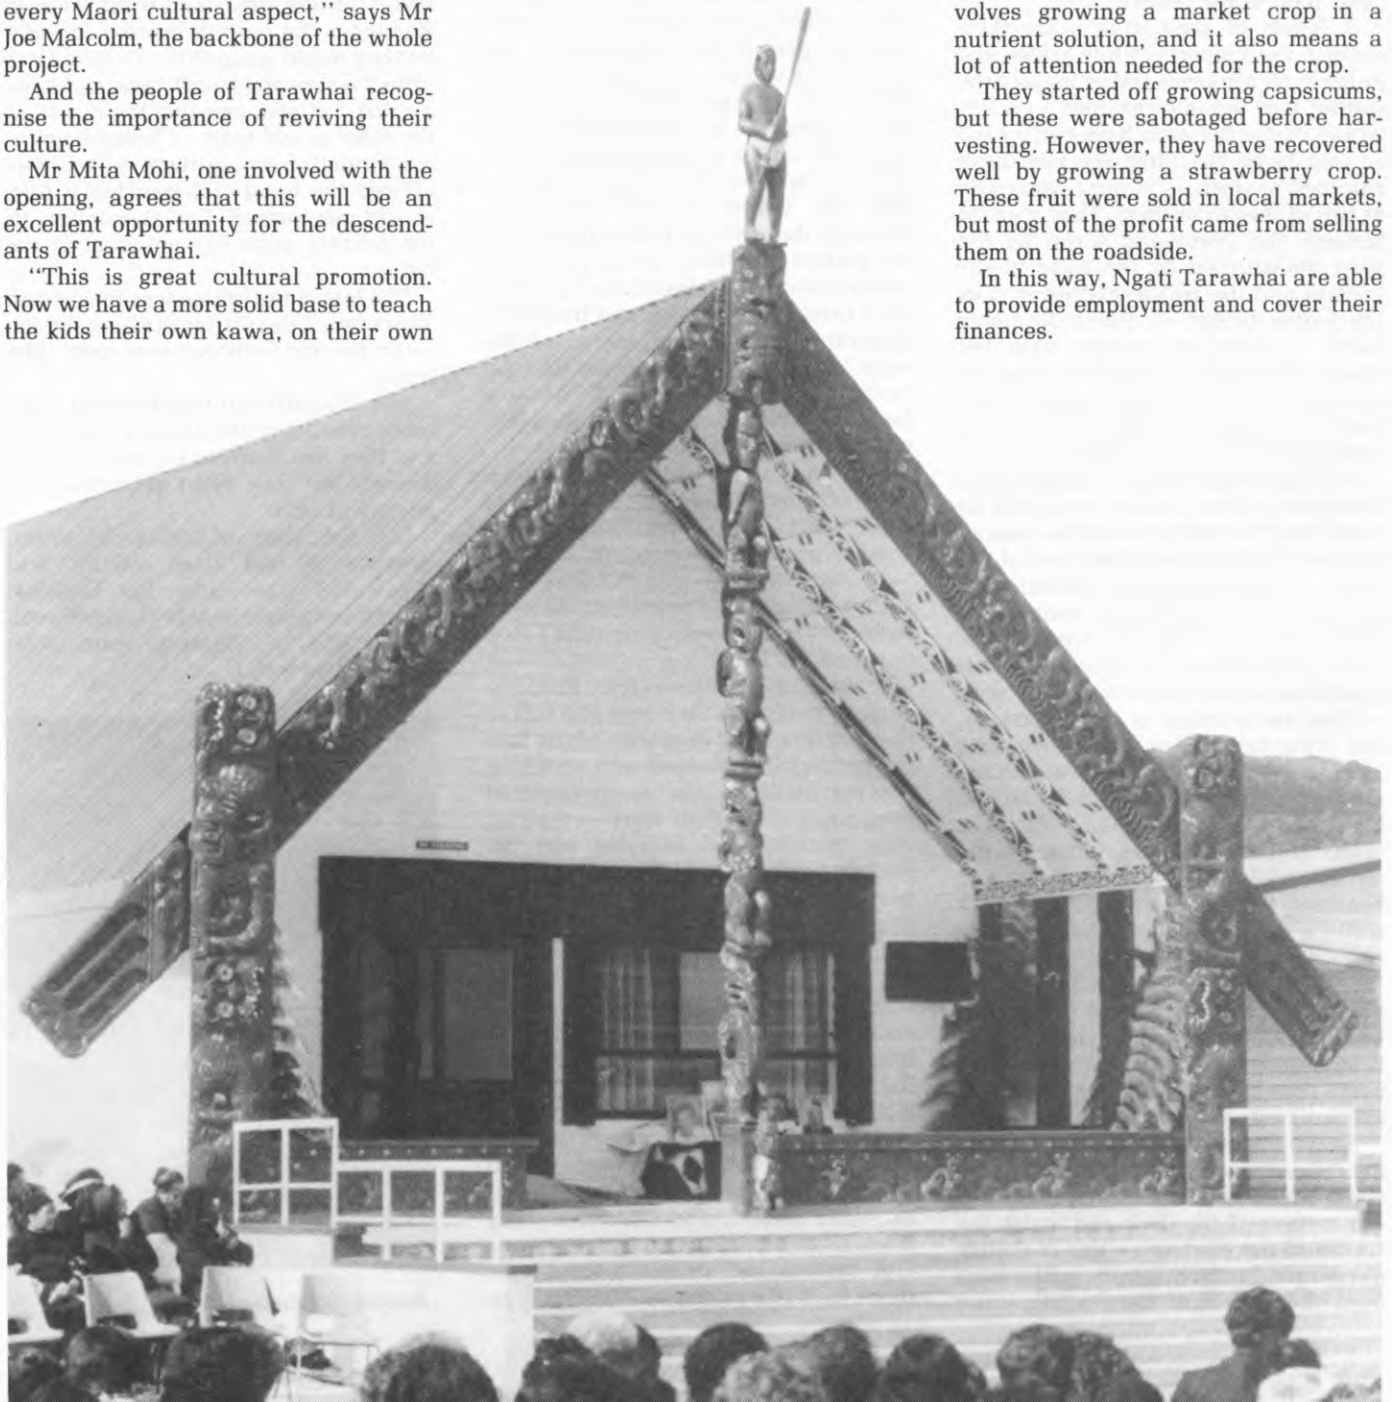 every Maori cultural aspect,'' says Mr
Joe Malcolm, the backbone of the whole
project.
And the people of Tarawhai recog-
nise the importance of reviving their
culture.
Mr Mita Mohi, one involved with the
opening, agrees that this will be an
excellent opportunity for the descend-
ants of Tarawhai.
"This is great cultural promotion.
Now we have a more solid base to teach
the kids their own kawa, on their own
volves growing a market crop in a
nutrient solution, and it also means a
lot of attention needed for the crop.
They started off growing capsicums,
but these were sabotaged before har-
vesting. However, they have recovered
well by growing a strawberry crop.
These fruit were sold in local markets,
but most of the profit came from selling
them on the roadside.
In this way, Ngati Tarawhai are able
to provide employment and cover their
finances.